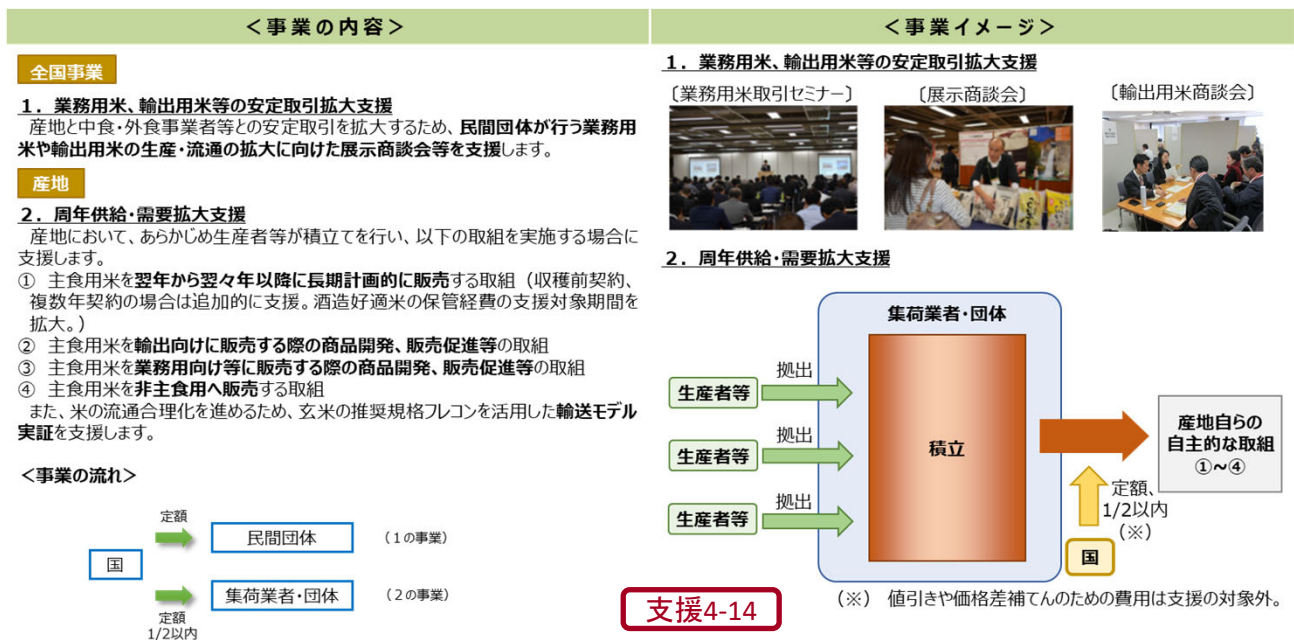 ＜事業の内容＞
全国事業
１．業務用米、輸出用米等の安定取引拡大支援
産地と中食・外食事業者等との安定取引を拡大するため、民間団体が行う業務用
米や輸出用米の生産・流通の拡大に向けた展示商談会等を支援します。
産地
２．周年供給・需要拡大支援
産地において、あらかじめ生産者等が積立てを行い、以下の取組を実施する場合に
支援します。
① 主食用米を翌年から翌々年以降に長期計画的に販売する取組（収穫前契約、
複数年契約の場合は追加的に支援。酒造好適米の保管経費の支援対象期間を
拡大。）
② 主食用米を輸出向けに販売する際の商品開発、販売促進等の取組
③ 主食用米を業務用向け等に販売する際の商品開発、販売促進等の取組
④ 主食用米を非主食用へ販売する取組
また、米の流通合理化を進めるため、玄米の推奨規格フレコンを活用した輸送モデル
実証を支援します。
＜事業の流れ＞
国
定額
民間団体
（１の事業）
集荷業者・団体
（２の事業）
定額
1/2以内
＜事業イメージ＞
１．業務用米、輸出用米等の安定取引拡大支援
〔業務用米取引セミナー〕
〔展示商談会〕
〔輸出用米商談会〕
２．周年供給・需要拡大支援
集荷業者・団体
生産者等
拠出
生産者等
拠出
生産者等
拠出
積立
産地自らの
自主的な取組
①～④
定額、
1/2以内
（※）
国
（※） 値引きや価格差補てんのための費用は支援の対象外。
支援4-14